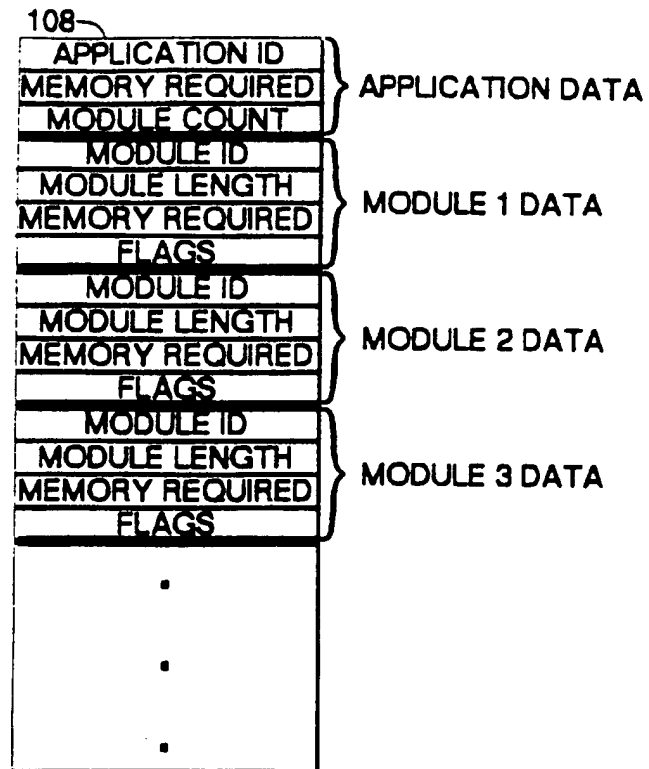 108
APPLICATION ID
MEMORY REQUIRED
MODULE COUNT
APPLICATION DATA
MODULE ID
MODULE LENGTH
MEMORY REQUIRED
FLAGS
MODULE 1 DATA
MODULE ID
MODULE LENGTH
MEMORY REQUIRED
FLAGS
MODULE 2 DATA
MODULE ID
MODULE LENGTH
MEMORY REQUIRED
FLAGS
MODULE 3 DATA